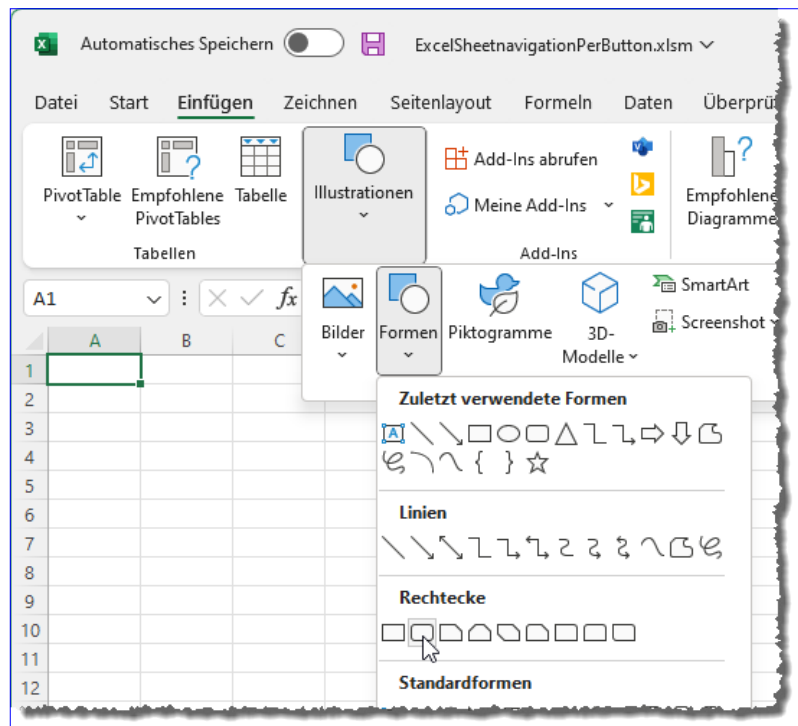 Automatisches Speichern ExcelSheetnavigationPerButton.xlsm
Datei Start Einfügen Zeichnen Seitenlayout Formeln Daten Überprü
PivotTable Empfohlene PivotTables Tabelle
Illustrationen
Add-Ins abrufen
Meine Add-Ins
Empfohlene Diagramme
Tabellen Add-Ins
A1 fx
Bilder Formen Piktogramme 3D-Modelle
SmartArt
Screenshot
A B C
1
2
3
4
5
6
7
8
9
10
11
12
Zuletzt verwendete Formen
A
Linien
Rechtecke
Standardformen